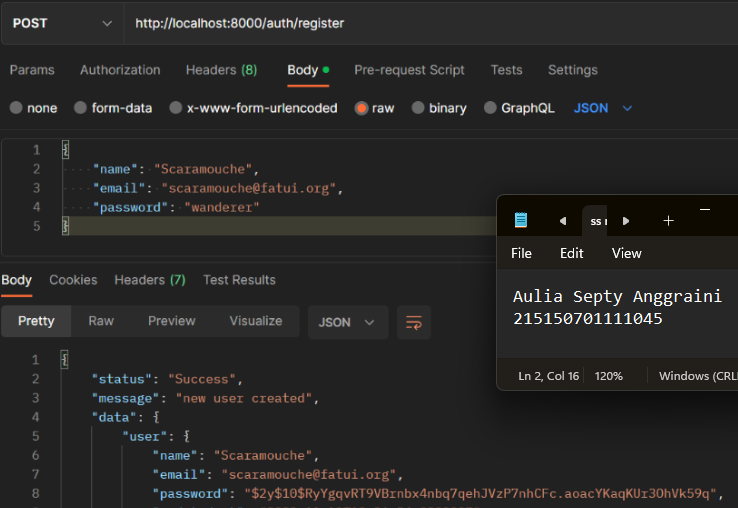 POST http://localhost:8000/auth/register
Params Authorization Headers (8) Body Pre-request Script Tests Settings
none form-data x-www-form-urlencoded raw binary GraphQL JSON
1 {
2 "name": "Scaramouche",
3 "email": "scaramouche@fatui.org",
4 "password": "wanderer"
5 }
ss
File Edit View
Aulia Septy Anggraini
215150701111045
Ln 2, Col 16 120% Windows (CRL
Body Cookies Headers (7) Test Results
Pretty Raw Preview Visualize JSON
1 {
2 "status": "Success",
3 "message": "new user created",
4 "data": {
5 "user": {
6 "name": "Scaramouche",
7 "email": "scaramouche@fatui.org",
8 "password": "$2y$10$RyYgqvRT9VBrnbx4nbq7qehJVzP7nhCFc.aoacYKaqKUr3OhVk59q",